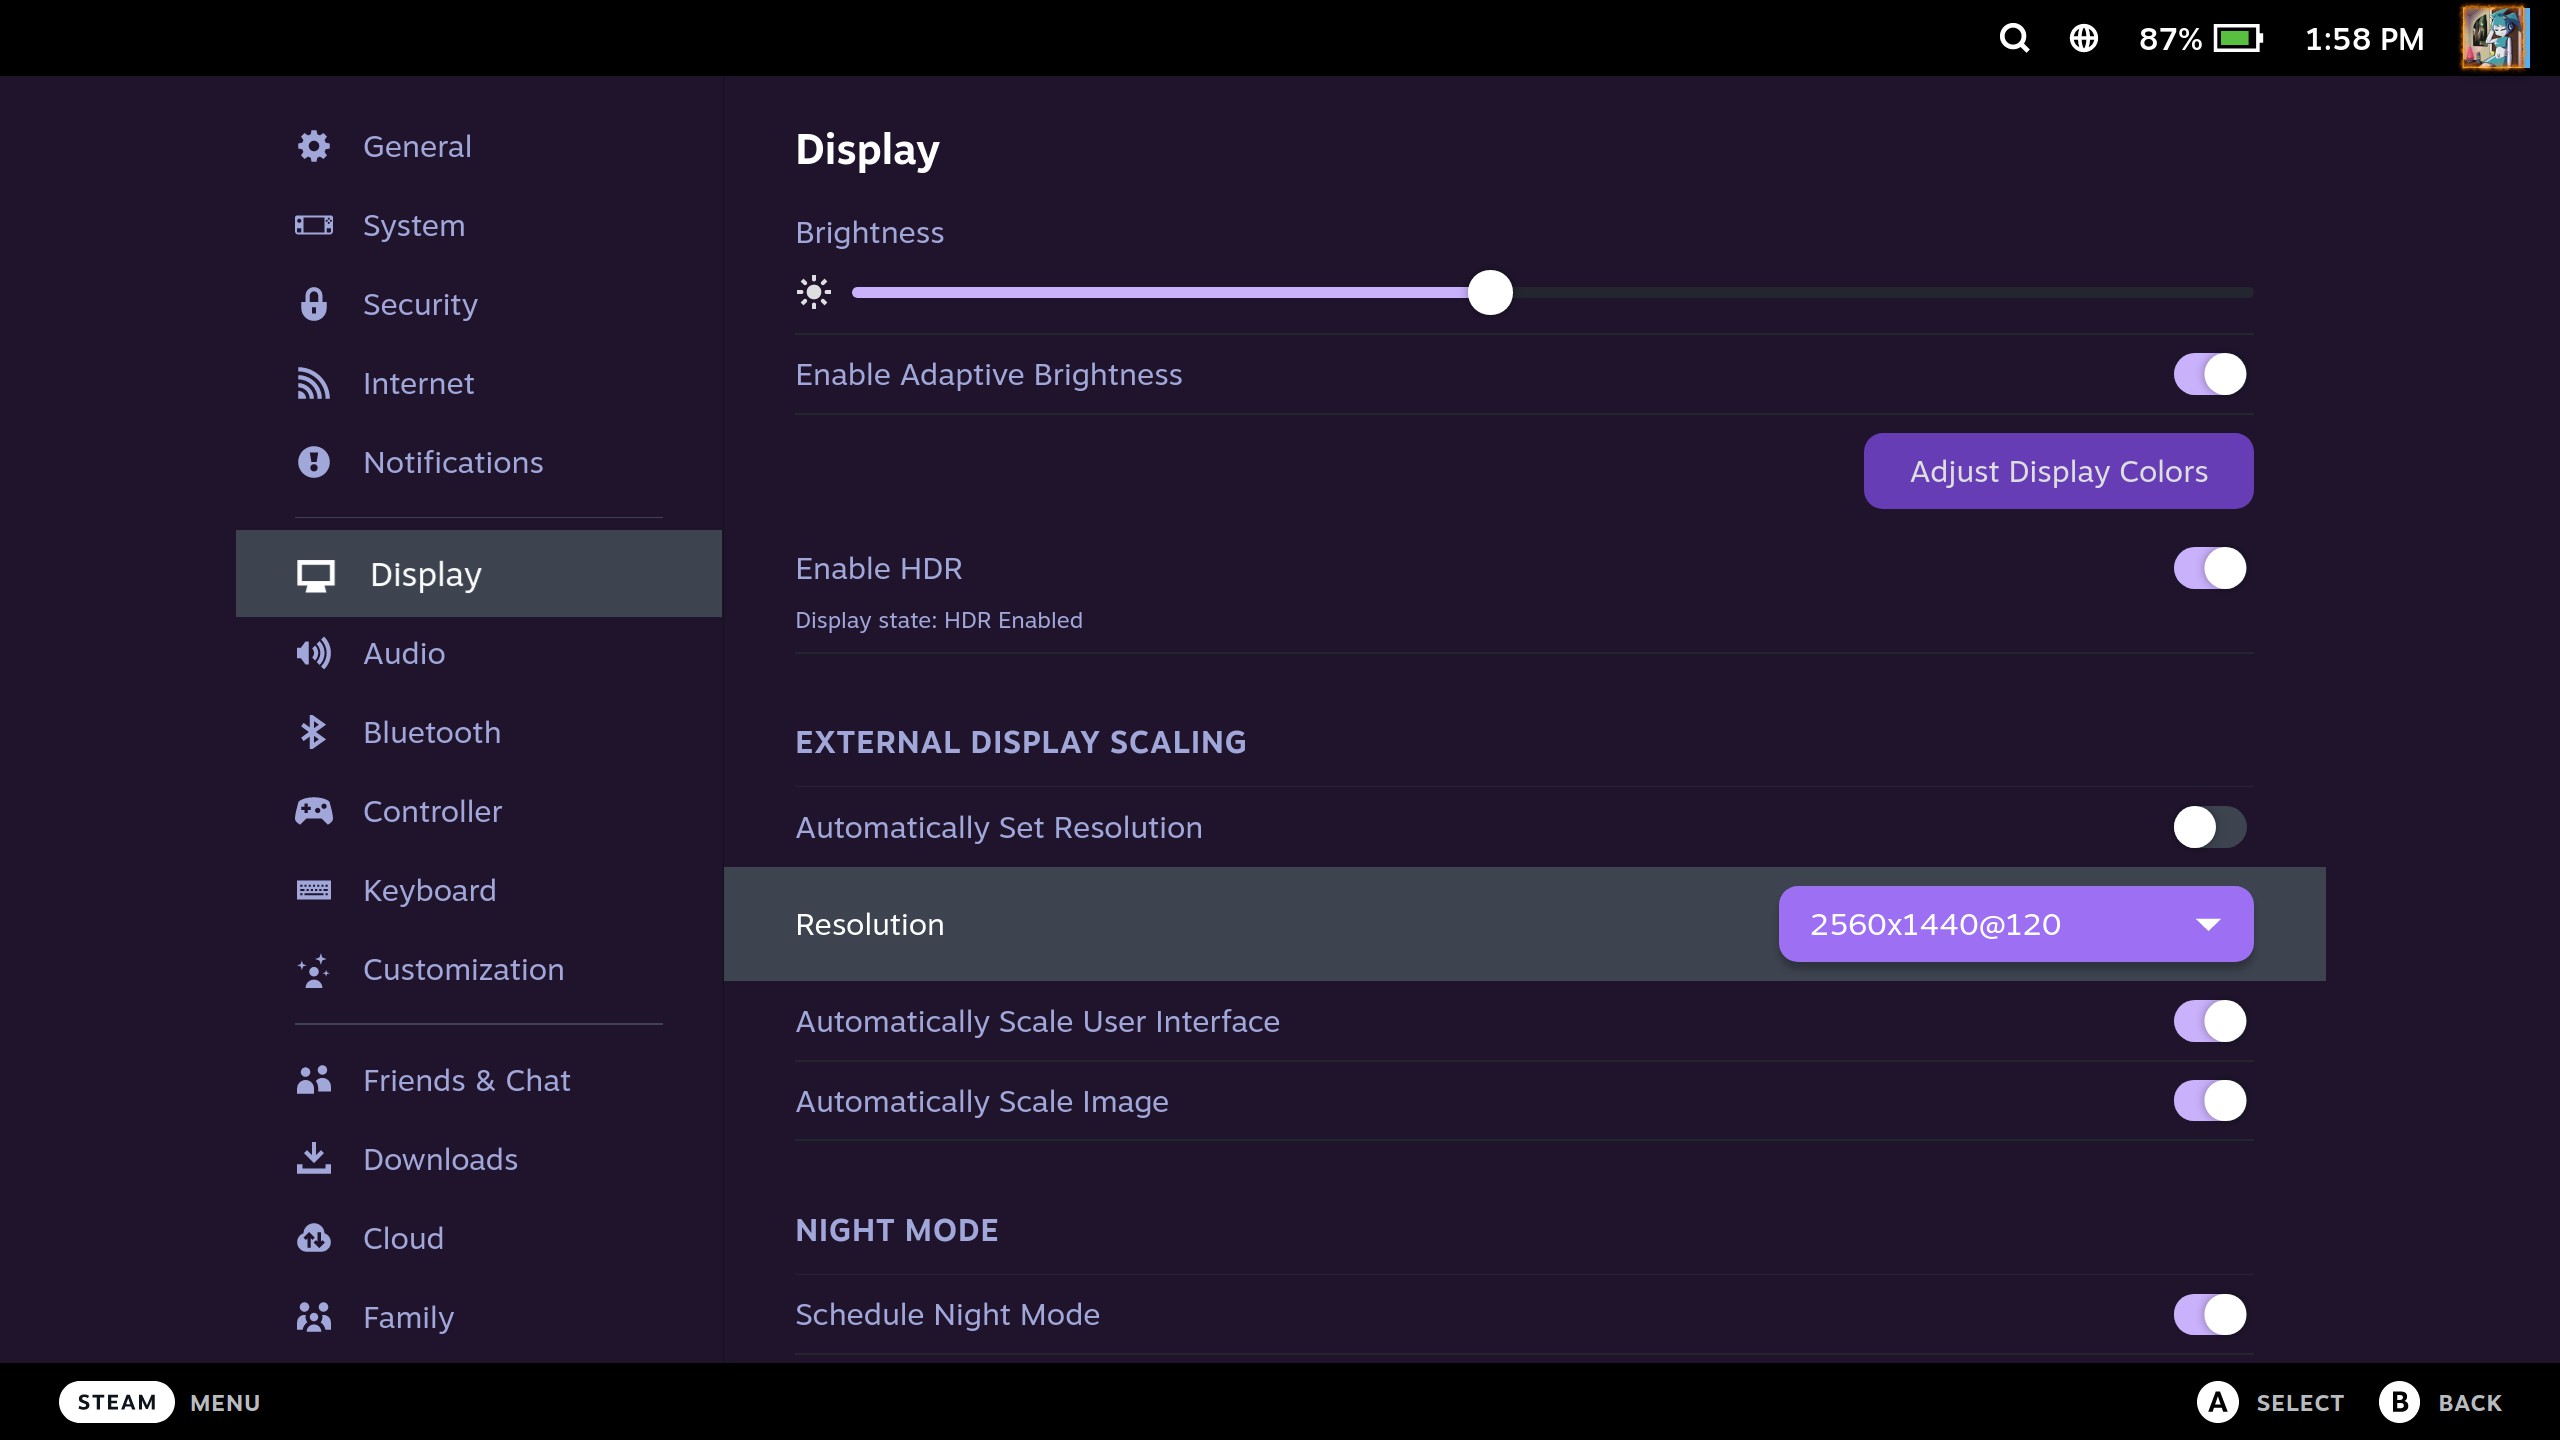 87%
1:58 PM
General
System
Security
Internet
Notifications
Display
Audio
Bluetooth
Controller
Keyboard
Customization
Friends & Chat
Downloads
Cloud
Family
Display
Brightness
Enable Adaptive Brightness
Adjust Display Colors
Enable HDR
Display state: HDR Enabled
EXTERNAL DISPLAY SCALING
Automatically Set Resolution
Resolution
2560x1440@120
Automatically Scale User Interface
Automatically Scale Image
NIGHT MODE
Schedule Night Mode
STEAM MENU
A SELECT
B BACK